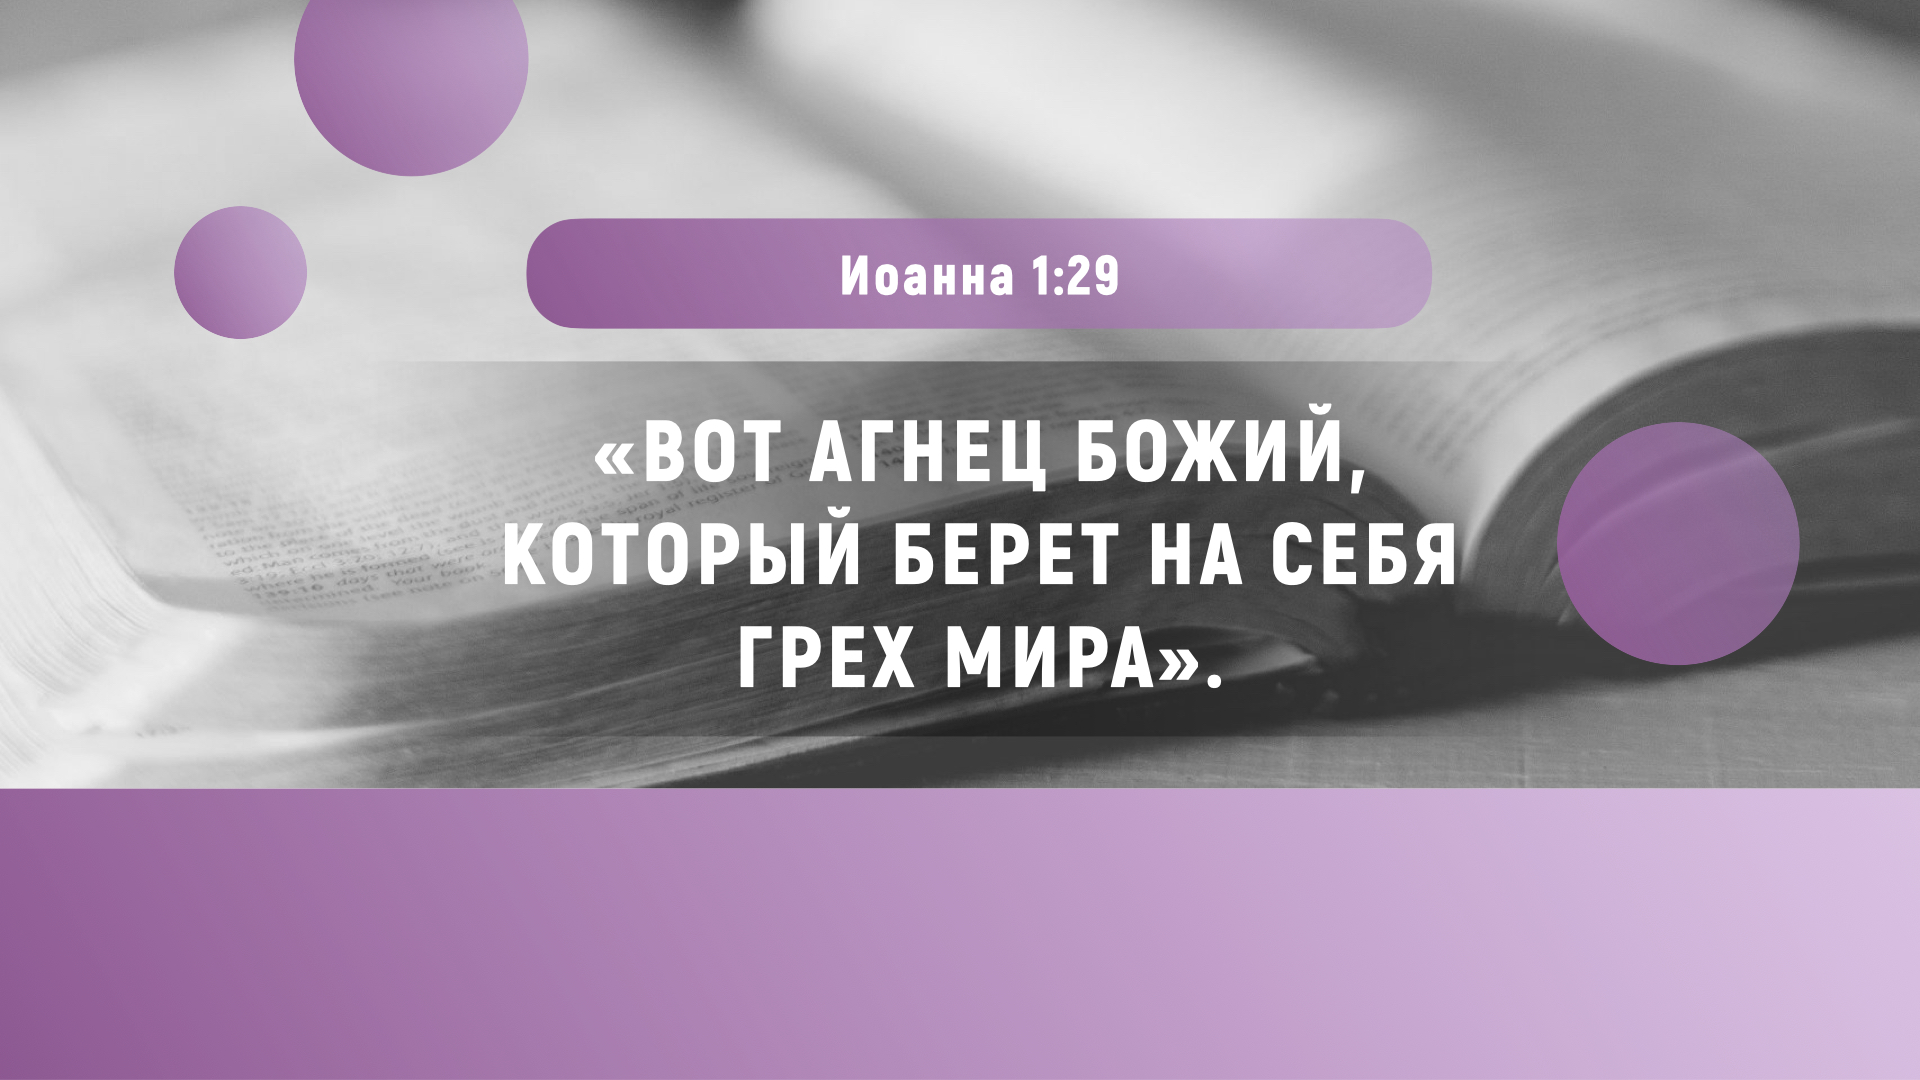 Иоанна 1:29
«ВОТ АГНЕЦ БОЖИЙ,
КОТОРЫЙ БЕРЕТ НА СЕБЯ
ГРЕХ МИРА».